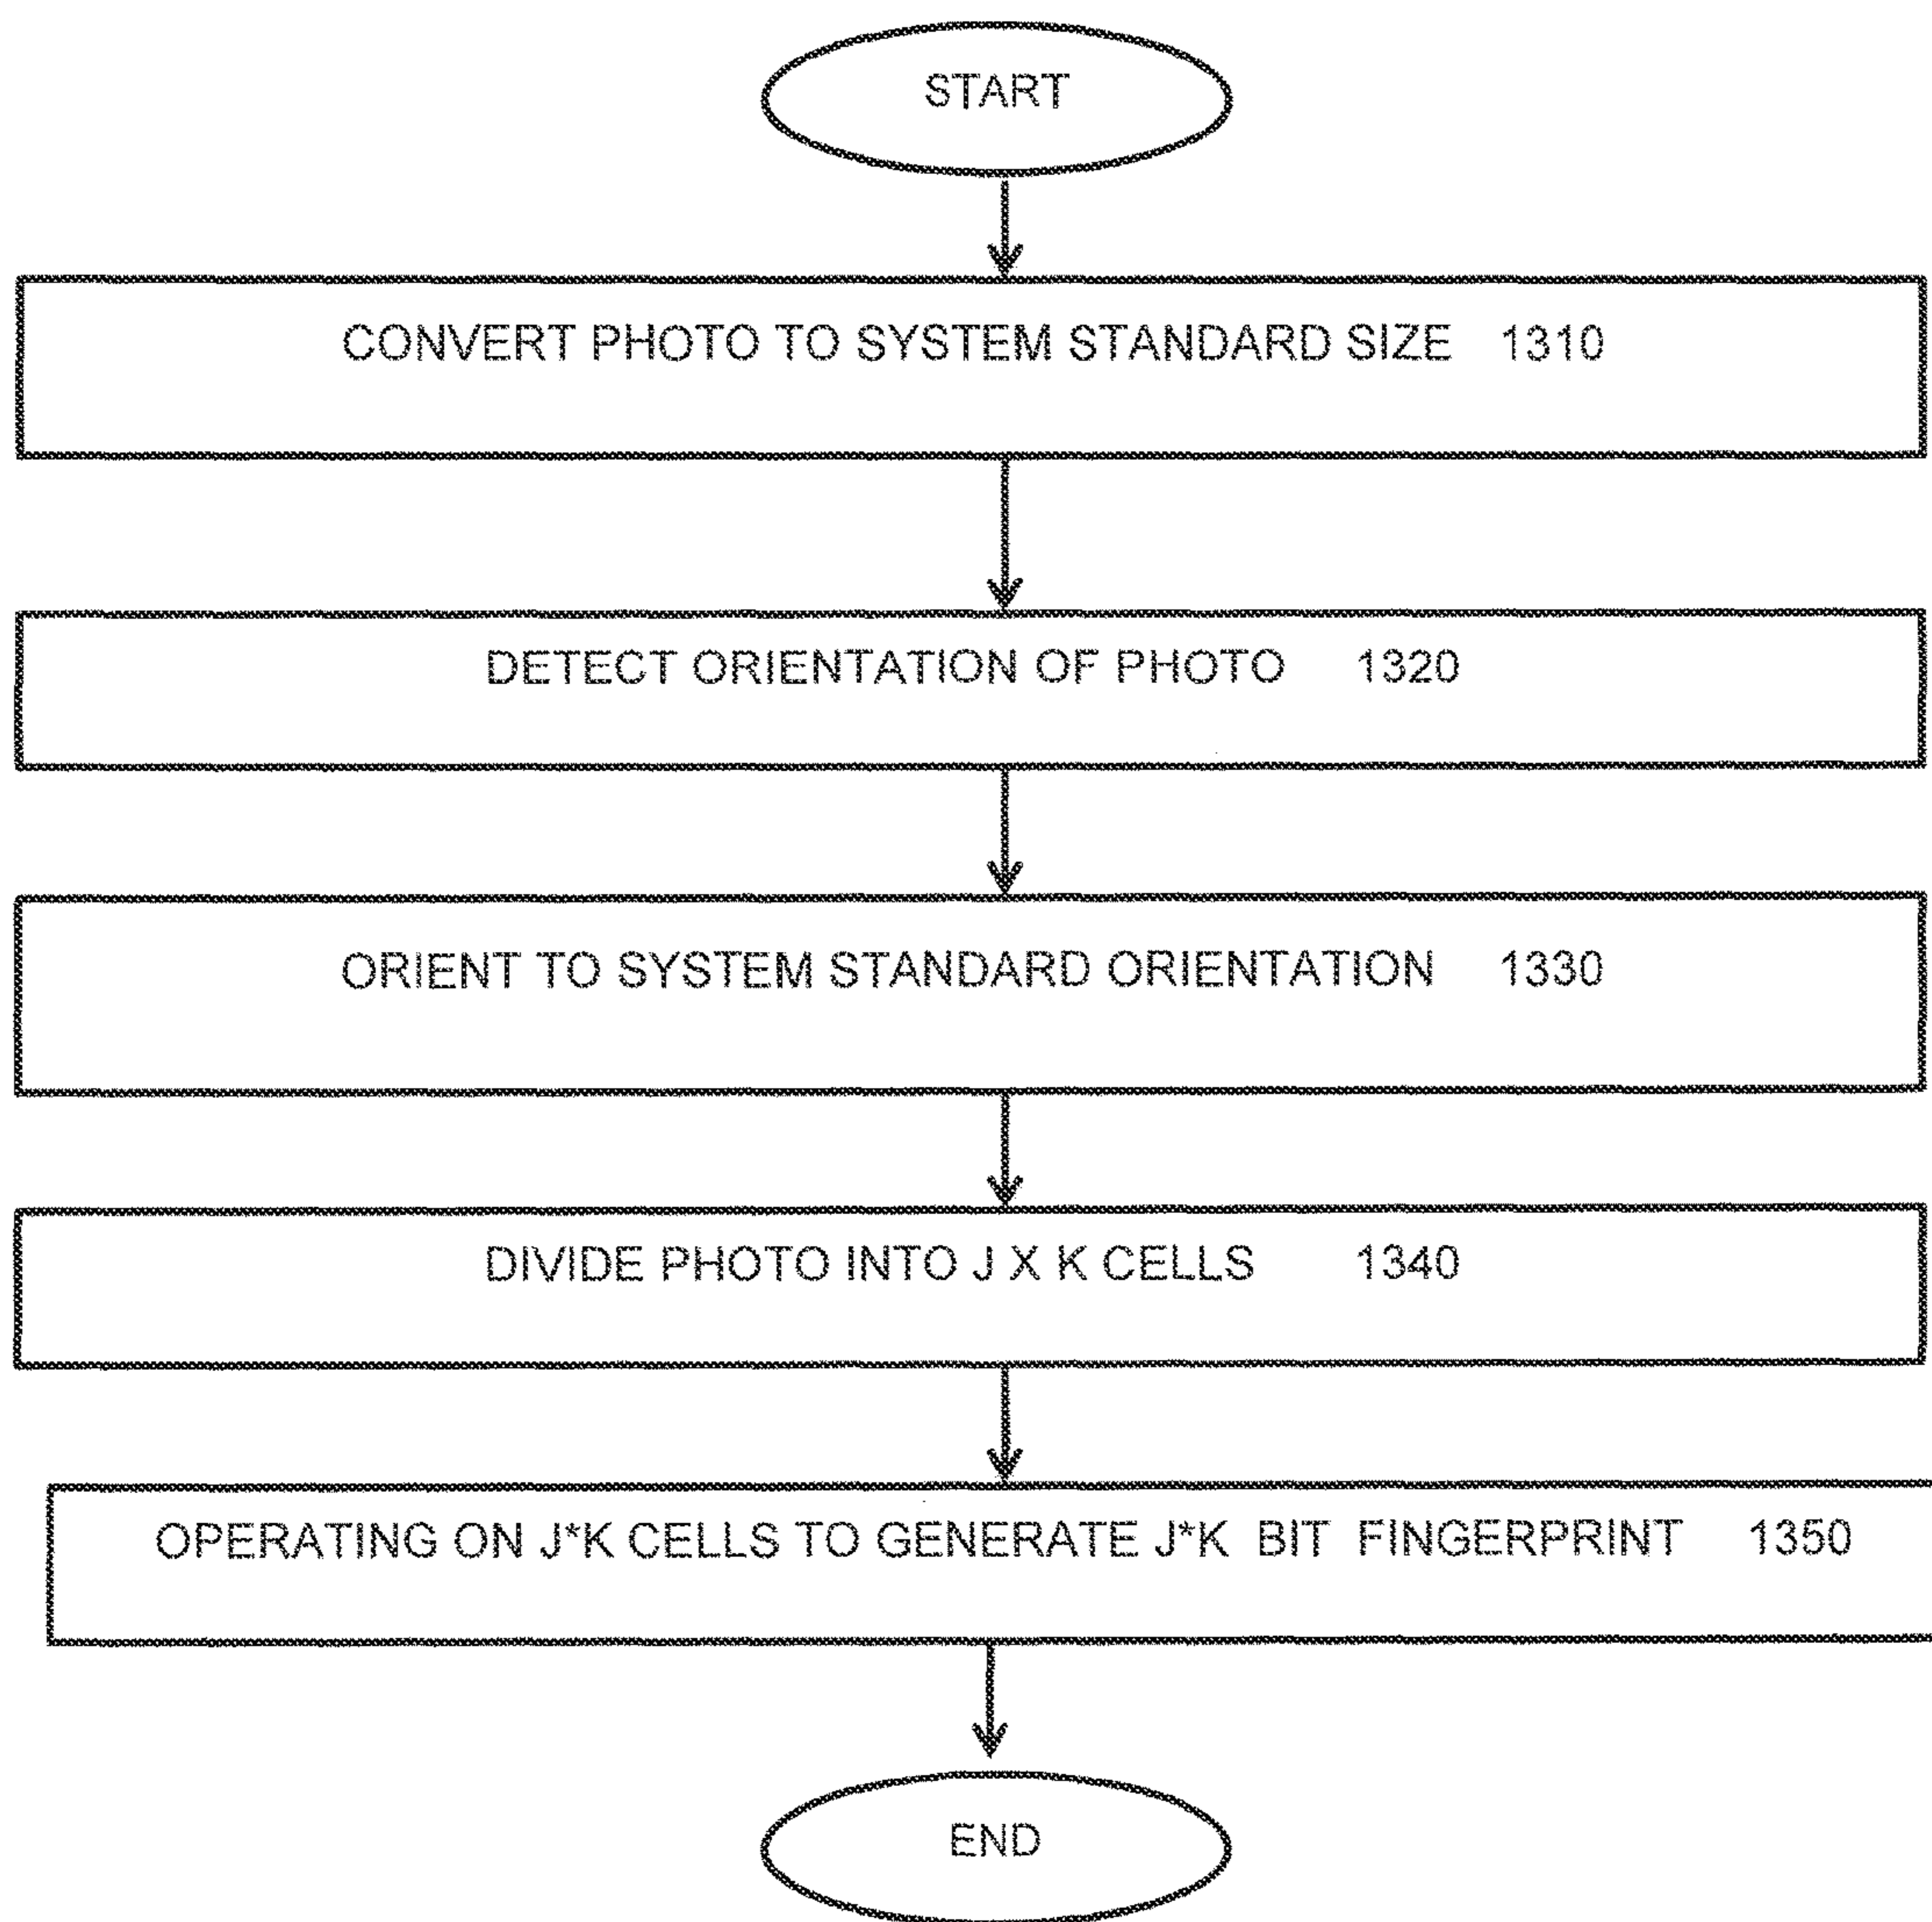 START
CONVERT PHOTO TO SYSTEM STANDARD SIZE 1310
DETECT ORIENTATION OF PHOTO 1320
ORIENT TO SYSTEM STANDARD ORIENTATION 1330
DIVIDE PHOTO INTO J X K CELLS 1340
OPERATING ON J*K CELLS TO GENERATE J*K BIT FINGERPRINT 1350
END